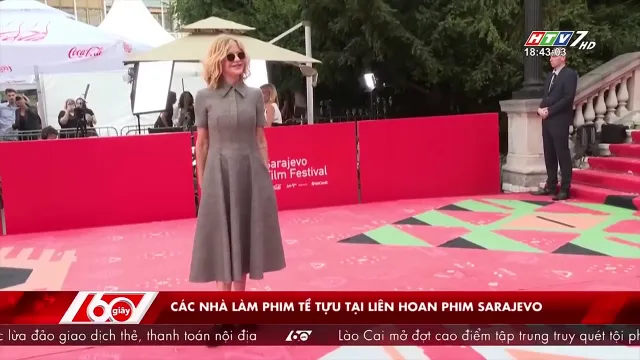 HTV7 HD
18:43:03
Coca-Cola
Sarajevo
Film Festival
60 giây
CÁC NHÀ LÀM PHIM TỀ TỰU TẠI LIÊN HOAN PHIM SARAJEVO
c lừa đảo giao dịch thẻ, thanh toán nội địa 60 Lào Cai mở đợt cao điểm tập trung truy quét tội p